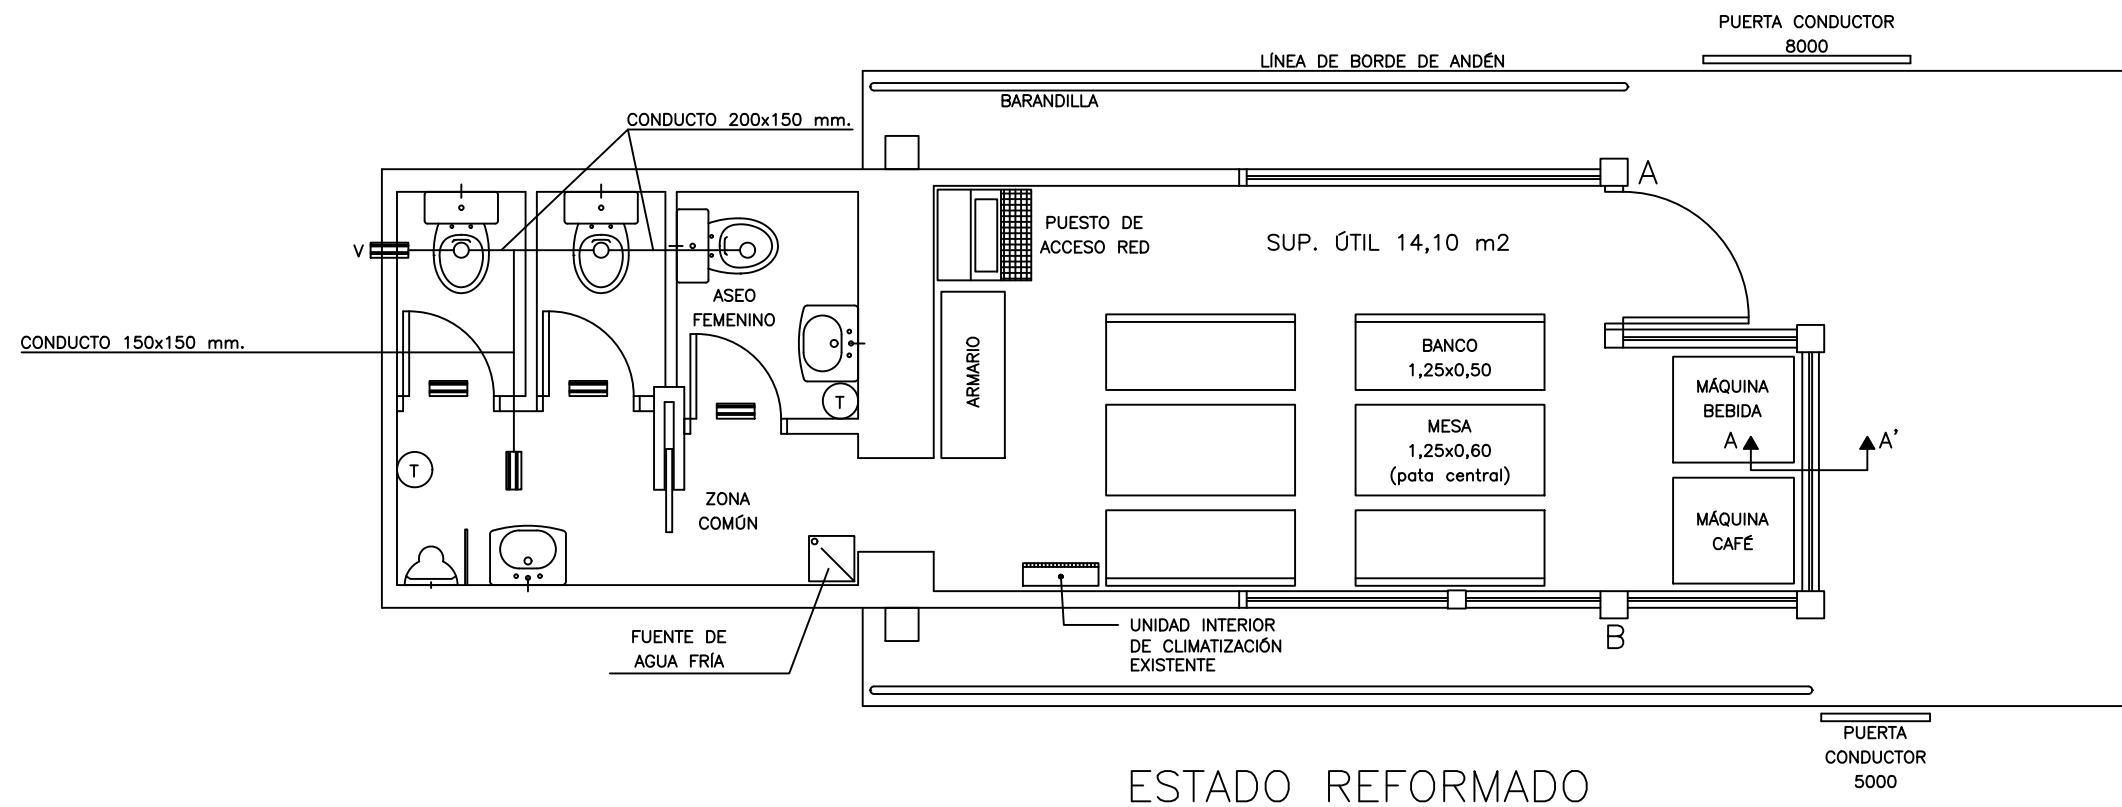 PUERTA CONDUCTOR
8000
LÍNEA DE BORDE DE ANDÉN
BARANDILLA
CONDUCTO 200x150 mm.
A
PUESTO DE
ACCESO RED
SUP. ÚTIL 14,10 m2
V
ASEO
FEMENINO
CONDUCTO 150x150 mm.
ARMARIO
BANCO
1,25x0,50
MÁQUINA
BEBIDA
T
MESA
1,25x0,60
(pata central)
A
A'
T
ZONA
COMÚN
MÁQUINA
CAFÉ
FUENTE DE
AGUA FRÍA
UNIDAD INTERIOR
DE CLIMATIZACIÓN
EXISTENTE
B
PUERTA
CONDUCTOR
5000
ESTADO REFORMADO